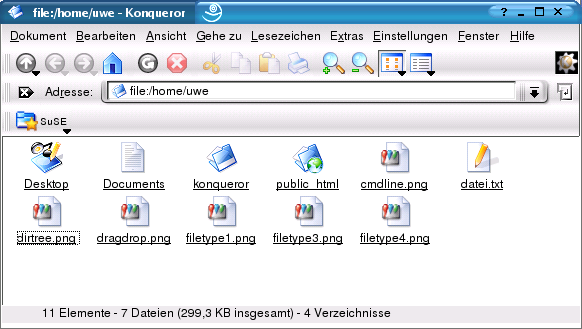 file:/home/uwe - Konqueror
Dokument Bearbeiten Ansicht Gehe zu Lesezeichen Extras Einstellungen Fenster Hilfe
Adresse: file:/home/uwe
SuSE
Desktop Documents konqueror public_html cmdline.png datei.txt
dirtree.png dragdrop.png filetype1.png filetype3.png filetype4.png
11 Elemente - 7 Dateien (299,3 KB insgesamt) - 4 Verzeichnisse